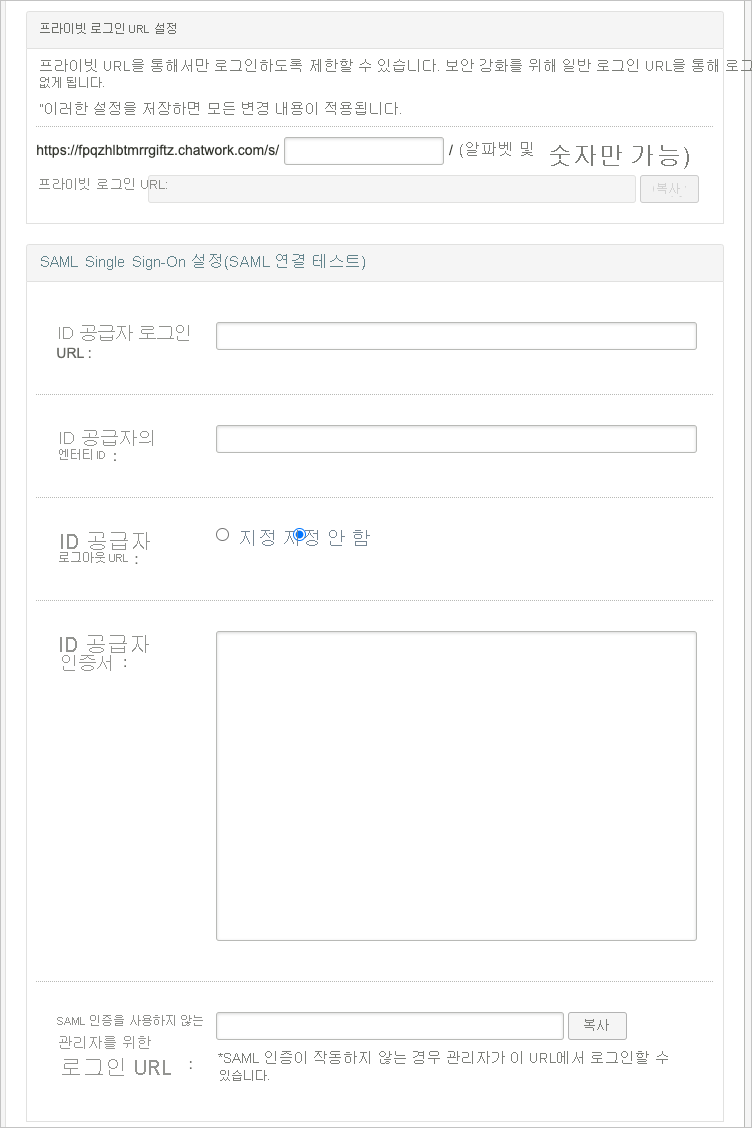 프라이빗 로그인 URL 설정
프라이빗 URL을 통해서만 로그인하도록 제한할 수 있습니다. 보안 강화를 위해 일반 로그인 URL을 통해 로그
없게 됩니다.
*이러한 설정을 저장하면 모든 변경 내용이 적용됩니다.
https://fpqzhlbtmrrgiftz.chatwork.com/s/ / (알파벳 및 숫자만 가능)
프라이빗 로그인 URL: 복사
SAML Single Sign-On 설정(SAML 연결 테스트)
ID 공급자 로그인
URL :
ID 공급자의
엔터티 ID :
ID 공급자 지정 지정 안 함
로그아웃 URL :
ID 공급자
인증서 :
SAML 인증을 사용하지 않는 복사
관리자를 위한
로그인 URL :
*SAML 인증이 작동하지 않는 경우 관리자가 이 URL에서 로그인할 수
있습니다.